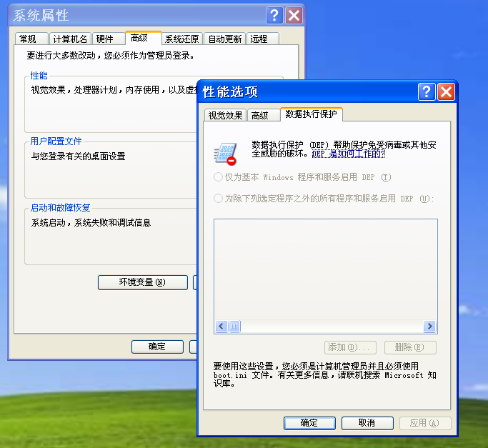 系统属性
常规 计算机名 硬件 高级 系统还原 自动更新 远程
要进行大多数改动，您必须作为管理员登录。
性能
视觉效果，处理器计划，内存使用，以及虚
用户配置文件
与您登录有关的桌面设置
启动和故障恢复
系统启动，系统失败和调试信息
环境变量(N)
确定
性能选项
视觉效果 高级 数据执行保护
数据执行保护 (DEP) 帮助保护免受病毒或其他安
全威胁的破坏。DEP 是如何工作的?
仅为基本 Windows 程序和服务启用 DEP (T)
为除下列选定程序之外的所有程序和服务启用 DEP (U):
添加(D)... 删除(E)
要使用这些设置，您必须是计算机管理员并且必须使用
boot.ini 文件。有关更多信息，请联机搜索 Microsoft 知
识库。
确定 取消 应用(A)